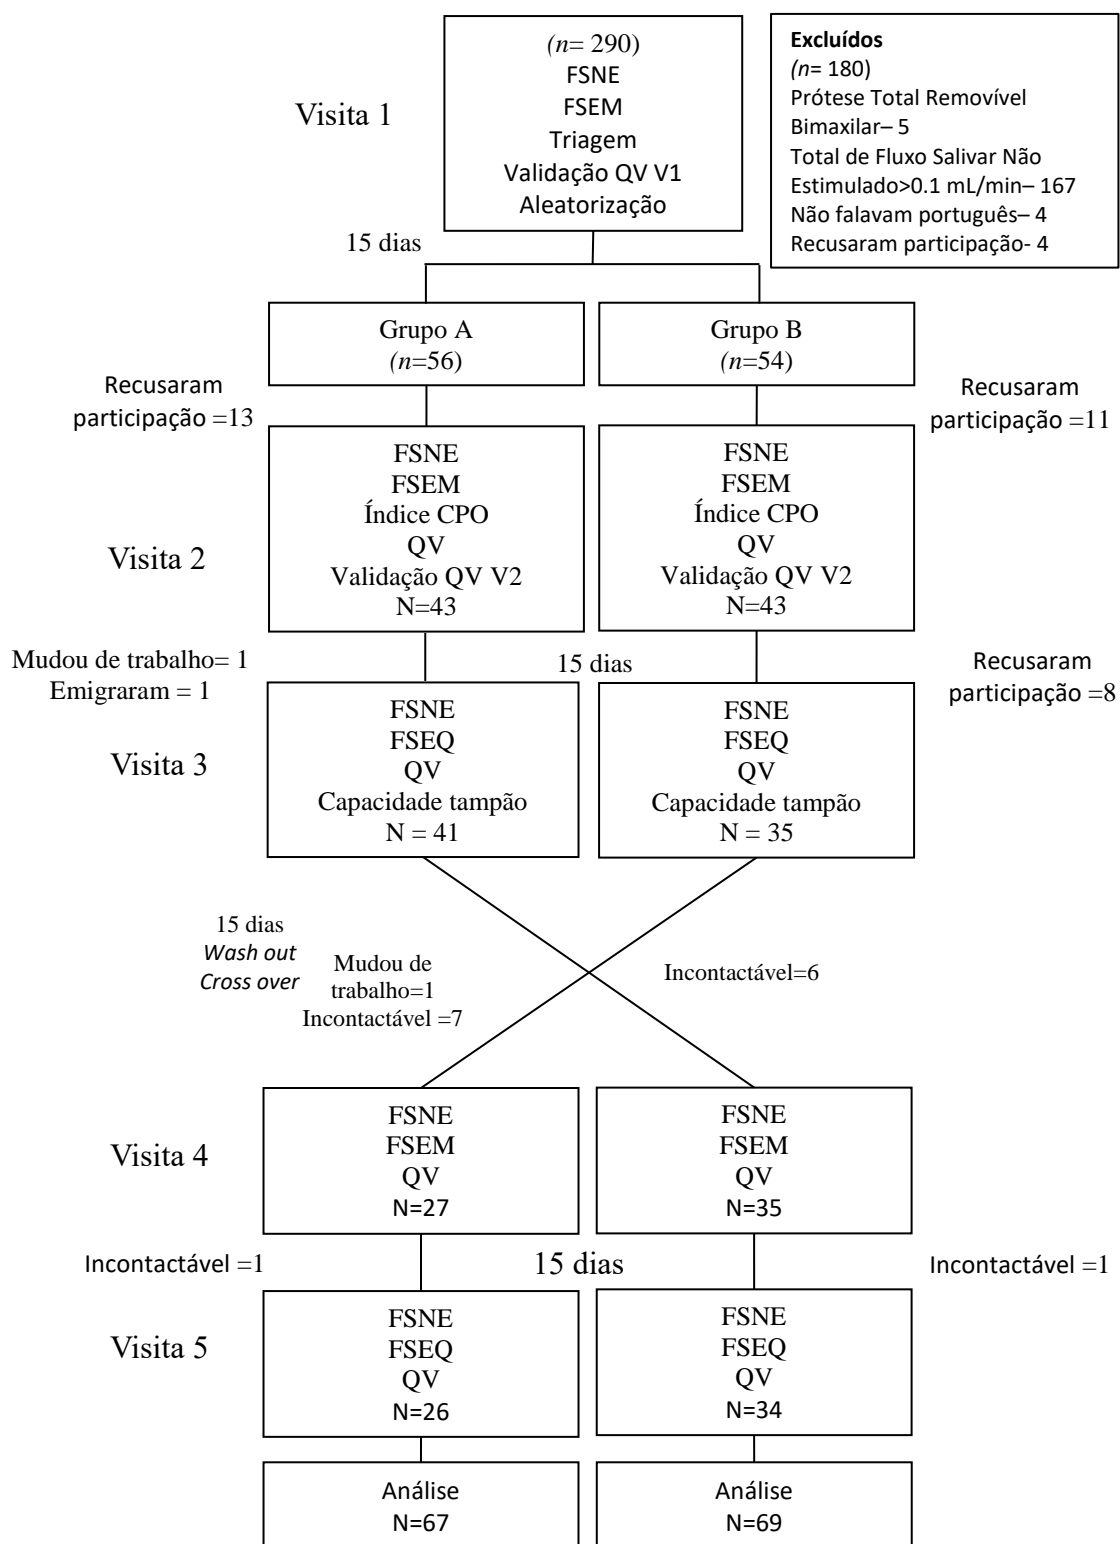 (n= 290)
FSNE
FSEM
Triagem
Validação QV V1
Aleatorização
Visita 1
Excluídos
(n= 180)
Prótese Total Removível
Bimaxilar– 5
Total de Fluxo Salivar Não
Estimulado>0.1 mL/min– 167
Não falavam português– 4
Recusaram participação- 4
15 dias
Grupo A
(n=56)
Grupo B
(n=54)
Recusaram
participação =13
Recusaram
participação =11
Visita 2
FSNE
FSEM
Índice CPO
QV
Validação QV V2
N=43
FSNE
FSEM
Índice CPO
QV
Validação QV V2
N=43
Mudou de trabalho= 1
Emigraram = 1
15 dias
Recusaram
participação =8
Visita 3
FSNE
FSEQ
QV
Capacidade tampão
N = 41
FSNE
FSEQ
QV
Capacidade tampão
N = 35
15 dias
Wash out
Cross over
Mudou de
trabalho=1
Incontactável =7
Incontactável=6
Visita 4
FSNE
FSEM
QV
N=27
FSNE
FSEM
QV
N=35
Incontactável =1
15 dias
Incontactável =1
Visita 5
FSNE
FSEQ
QV
N=26
FSNE
FSEQ
QV
N=34
Análise
N=67
Análise
N=69